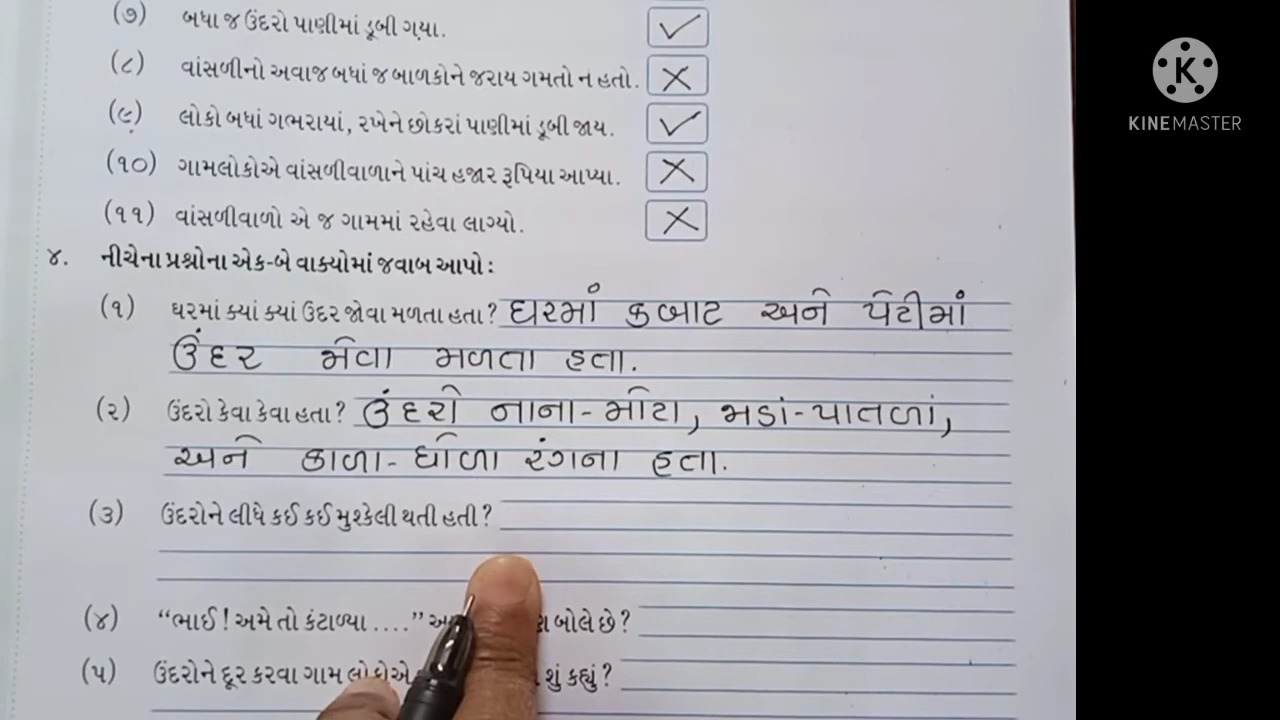 (૭) બધા જ ઉંદરો પાણીમાં ડૂબી ગયા.
(૮) વાંસળીનો અવાજ બધાં જ બાળકોને જરાય ગમતો ન હતો.
(૯) લોકો બધાં ગભરાયાં, રખેને છોકરાં પાણીમાં ડૂબી જાય.
(૧૦) ગામલોકોએ વાંસળીવાળાને પાંચ હજાર રૂપિયા આપ્યા.
(૧૧) વાંસળીવાળો એ જ ગામમાં રહેવા લાગ્યો.
૪. નીચેના પ્રશ્નોના એક-બે વાક્યોમાં જવાબ આપો :
(૧) ઘરમાં ક્યાં ક્યાં ઉંદર જોવા મળતા હતા? ઘરમાં કબાટ અને પેટીમાં
ઉંદર જોવા મળતા હતા.
(૨) ઉંદરો કેવા કેવા હતા? ઉંદરો નાના-મોટા, જાડાં-પાતળાં,
અને કાળા-ધોળા રંગના હતા.
(૩) ઉંદરોને લીધે કઈ કઈ મુશ્કેલી થતી હતી?
(૪) “ભાઈ! અમે તો કંટાળ્યા ....” બોલે છે?
(૫) ઉંદરોને દૂર કરવા ગામ લોકોએ શું કહ્યું?
K
KINEMASTER